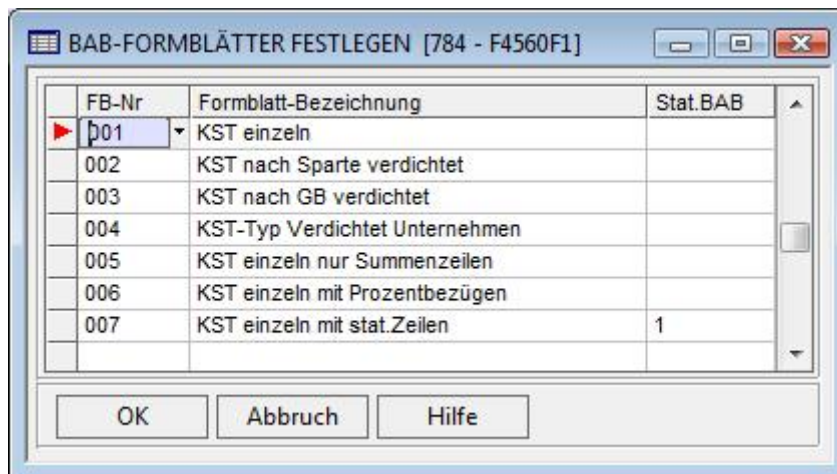 BAB-FORMBLÄTTER FESTLEGEN [784 - F4560F1]
FB-Nr Formblatt-Bezeichnung Stat.BAB
001 KST einzeln
002 KST nach Sparte verdichtet
003 KST nach GB verdichtet
004 KST-Typ Verdichtet Unternehmen
005 KST einzeln nur Summenzeilen
006 KST einzeln mit Prozentbezügen
007 KST einzeln mit stat.Zeilen 1
OK Abbruch Hilfe